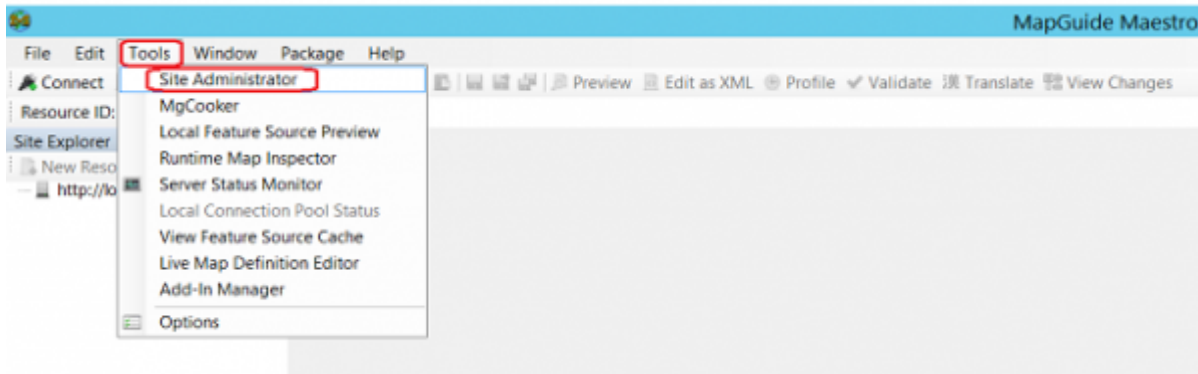 MapGuide Maestro
File Edit Tools Window Package Help
Connect Site Administrator Preview Edit as XML Profile Validate Translate View Changes
Resource ID: MgCooker
Local Feature Source Preview
Site Explorer
New Reso Runtime Map Inspector
http://lo Server Status Monitor
Local Connection Pool Status
View Feature Source Cache
Live Map Definition Editor
Add-In Manager
Options